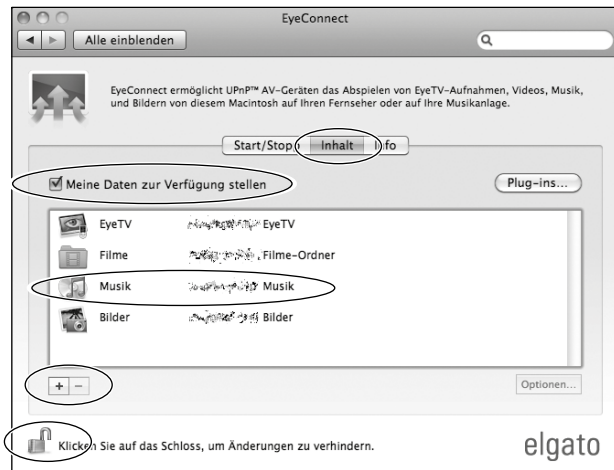 EyeConnect
Alle einblenden
EyeConnect ermöglicht UPnP™ AV-Geräten das Abspielen von EyeTV-Aufnahmen, Videos, Musik,
und Bildern von diesem Macintosh auf Ihren Fernseher oder auf Ihre Musikanlage.
Start/Stopp Inhalt Info
Meine Daten zur Verfügung stellen Plug-ins...
EyeTV EyeTV
Filme Filme-Ordner
Musik Musik
Bilder Bilder
+ − Optionen...
Klicken Sie auf das Schloss, um Änderungen zu verhindern. elgato